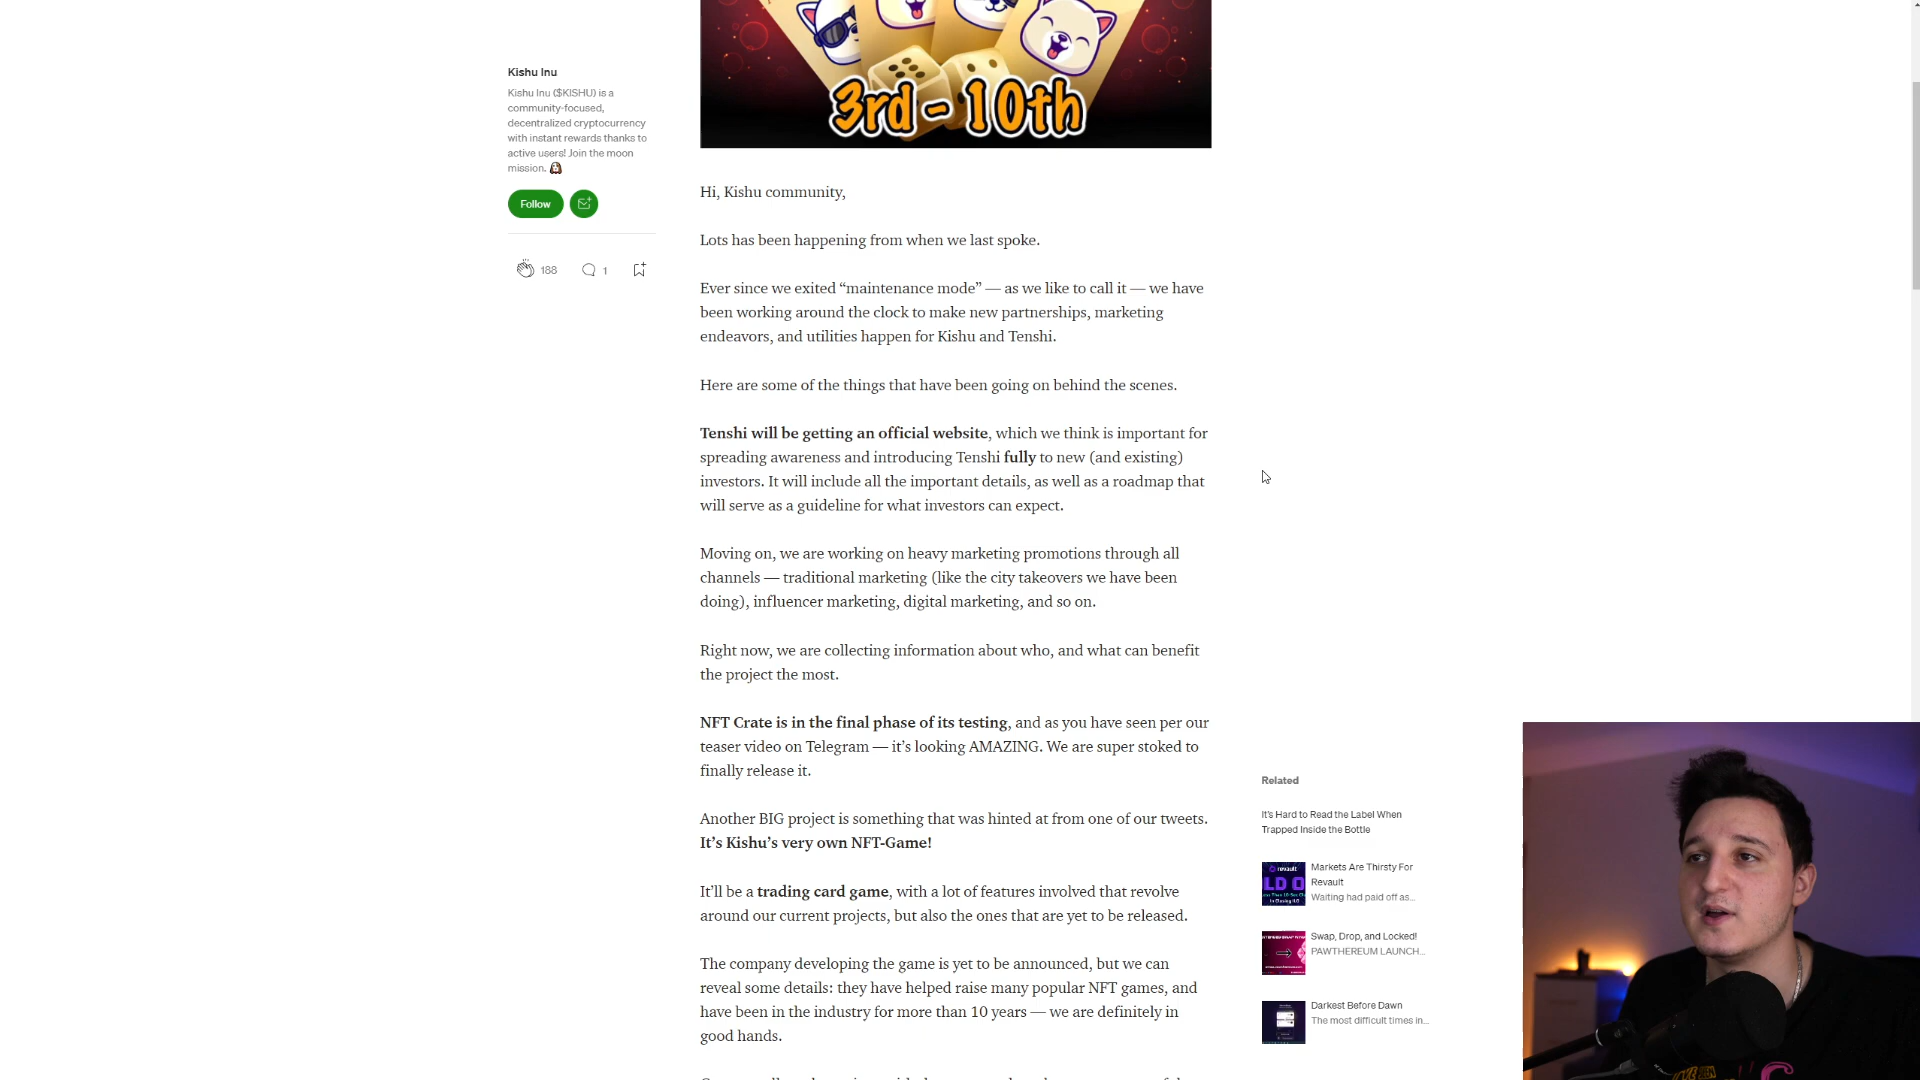 3rd - 10th
Kishu Inu
Kishu Inu ($KISHU) is a
community-focused,
decentralized cryptocurrency
with instant rewards thanks to
active users! Join the moon
mission.
Follow
188
1
Hi, Kishu community,
Lots has been happening from when we last spoke.
Ever since we exited “maintenance mode” — as we like to call it — we have
been working around the clock to make new partnerships, marketing
endeavors, and utilities happen for Kishu and Tenshi.
Here are some of the things that have been going on behind the scenes.
Tenshi will be getting an official website, which we think is important for
spreading awareness and introducing Tenshi fully to new (and existing)
investors. It will include all the important details, as well as a roadmap that
will serve as a guideline for what investors can expect.
Moving on, we are working on heavy marketing promotions through all
channels — traditional marketing (like the city takeovers we have been
doing), influencer marketing, digital marketing, and so on.
Right now, we are collecting information about who, and what can benefit
the project the most.
NFT Crate is in the final phase of its testing, and as you have seen per our
teaser video on Telegram — it’s looking AMAZING. We are super stoked to
finally release it.
Another BIG project is something that was hinted at from one of our tweets.
It’s Kishu’s very own NFT-Game!
It’ll be a trading card game, with a lot of features involved that revolve
around our current projects, but also the ones that are yet to be released.
The company developing the game is yet to be announced, but we can
reveal some details: they have helped raise many popular NFT games, and
have been in the industry for more than 10 years — we are definitely in
good hands.
Related
It’s Hard to Read the Label When
Trapped Inside the Bottle
revault
LD O
Markets Are Thirsty For
Revault
Waiting had paid off as...
Swap, Drop, and Locked!
PAWTHEREUM LAUNCH...
Darkest Before Dawn
The most difficult times in...